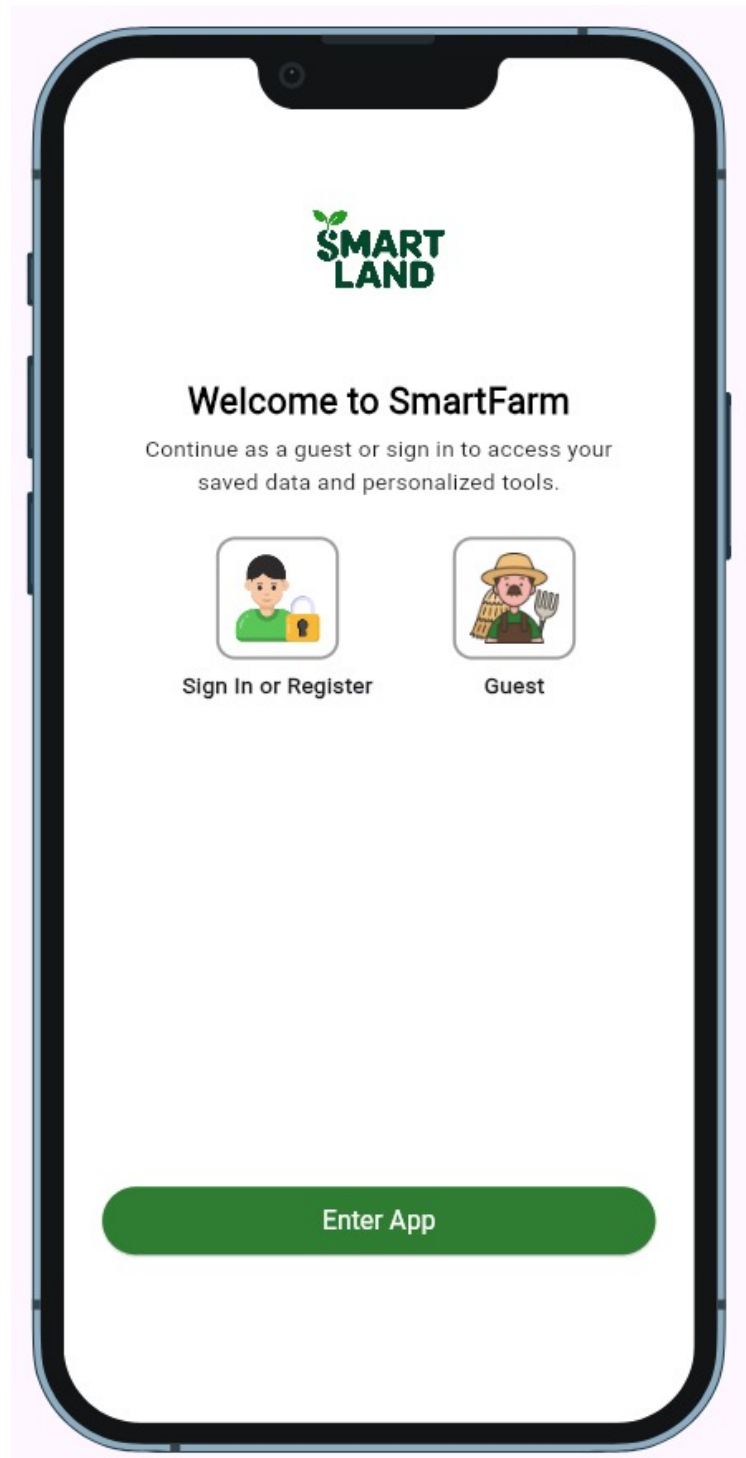 SMART
LAND
Welcome to SmartFarm
Continue as a guest or sign in to access your
saved data and personalized tools.
Sign In or Register
Guest
Enter App